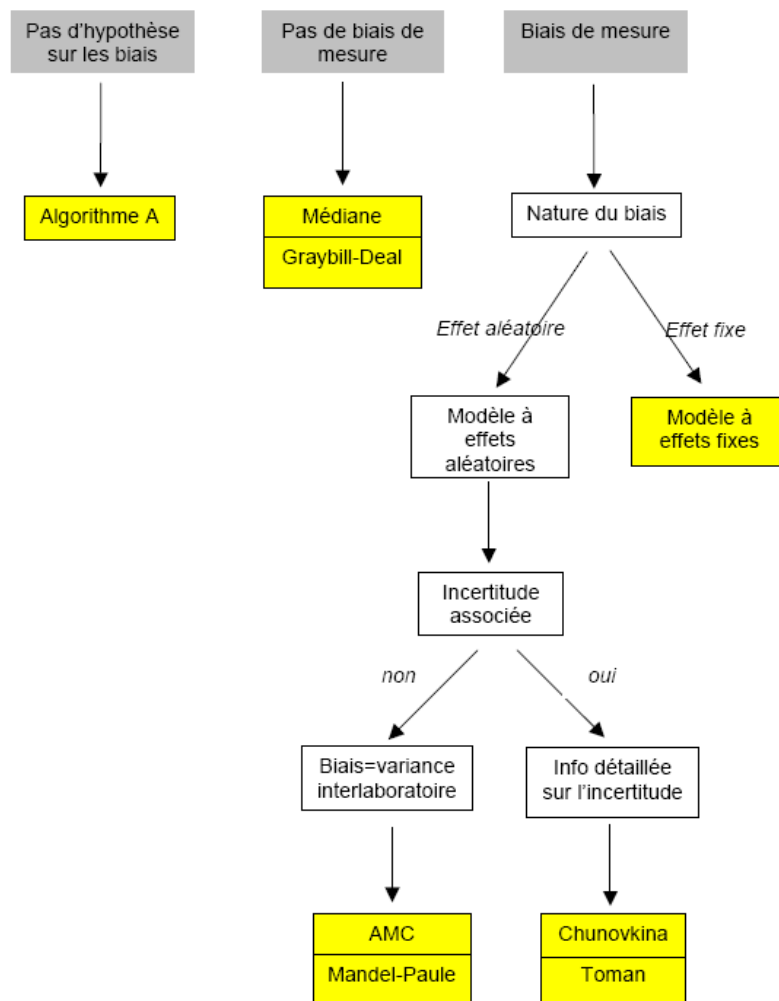 Pas d'hypothèse
sur les biais
Pas de biais de
mesure
Biais de mesure
Algorithme A
Médiane
Graybill-Deal
Nature du biais
Effet aléatoire
Effet fixe
Modèle à
effets
aléatoires
Modèle à
effets fixes
Incertitude
associée
non
oui
Biais=variance
interlaboratoire
Info détaillée
sur l'incertitude
AMC
Mandel-Paule
Chunovkina
Toman